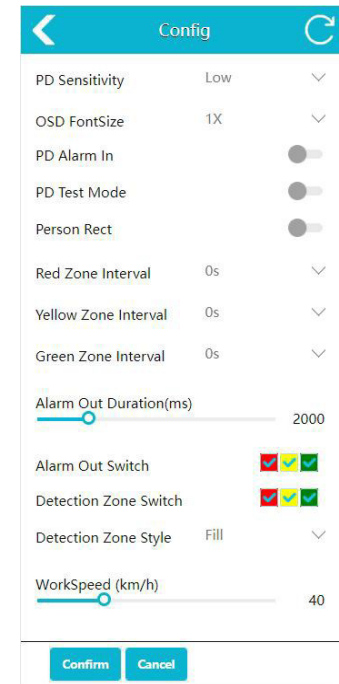 Config
PD Sensitivity Low
OSD FontSize 1X
PD Alarm In
PD Test Mode
Person Rect
Red Zone Interval 0s
Yellow Zone Interval 0s
Green Zone Interval 0s
Alarm Out Duration(ms)
2000
Alarm Out Switch
Detection Zone Switch
Detection Zone Style Fill
WorkSpeed (km/h)
40
Confirm Cancel